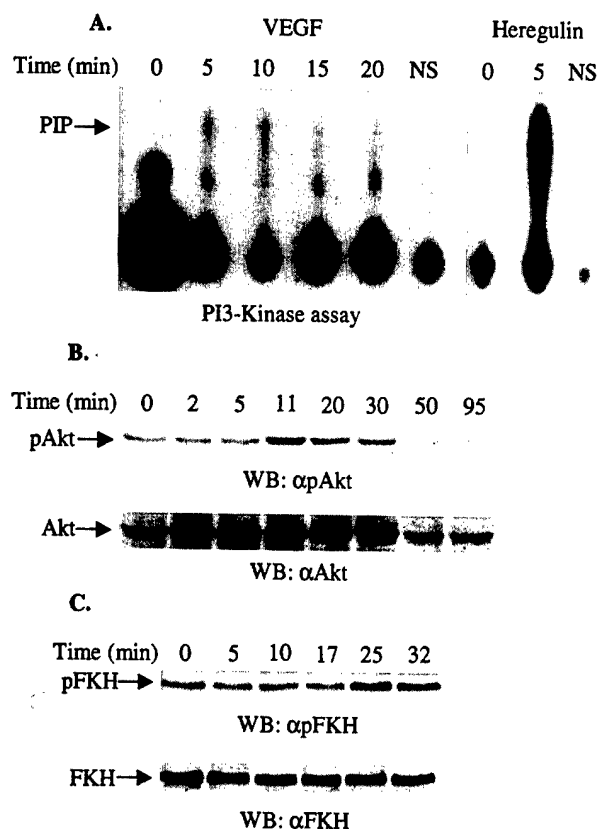 A. VEGF Heregulin
Time (min) 0 5 10 15 20 NS 0 5 NS
PIP
PI3-Kinase assay
B.
Time (min) 0 2 5 11 20 30 50 95
pAkt
WB: αpAkt
Akt
WB: αAkt
C.
Time (min) 0 5 10 17 25 32
pFKH
WB: αpFKH
FKH
WB: αFKH